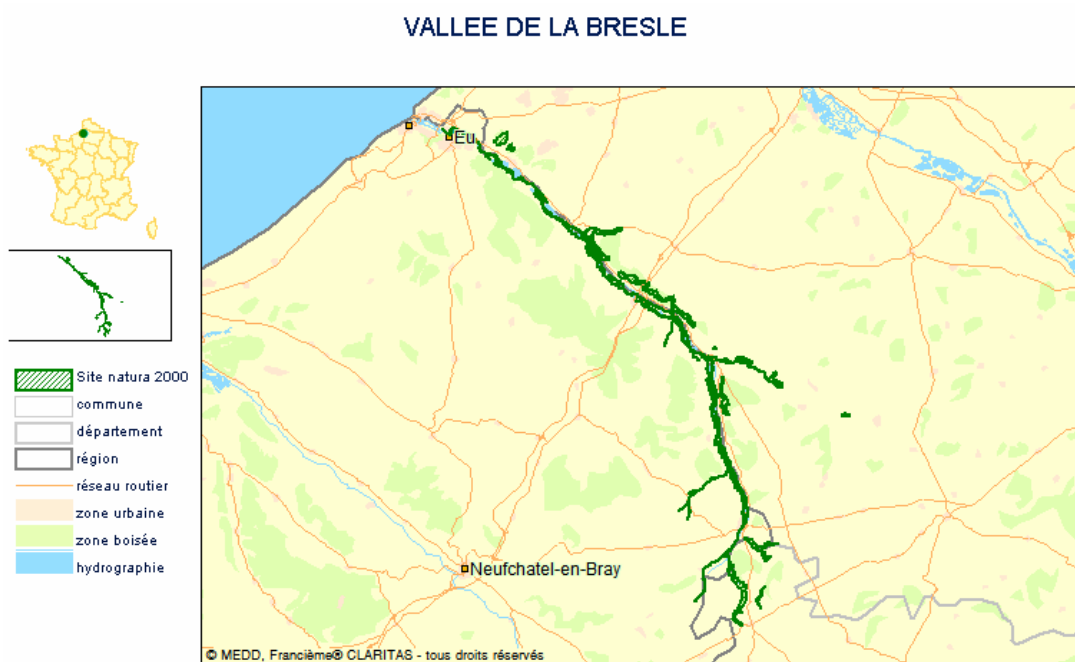 VALLEE DE LA BRESLE
Eu
Site natura 2000
commune
département
région
réseau routier
zone urbaine
zone boisée
hydrographie
Neufchatel-en-Bray
© MEDD, Francième® CLARITAS - tous droits réservés